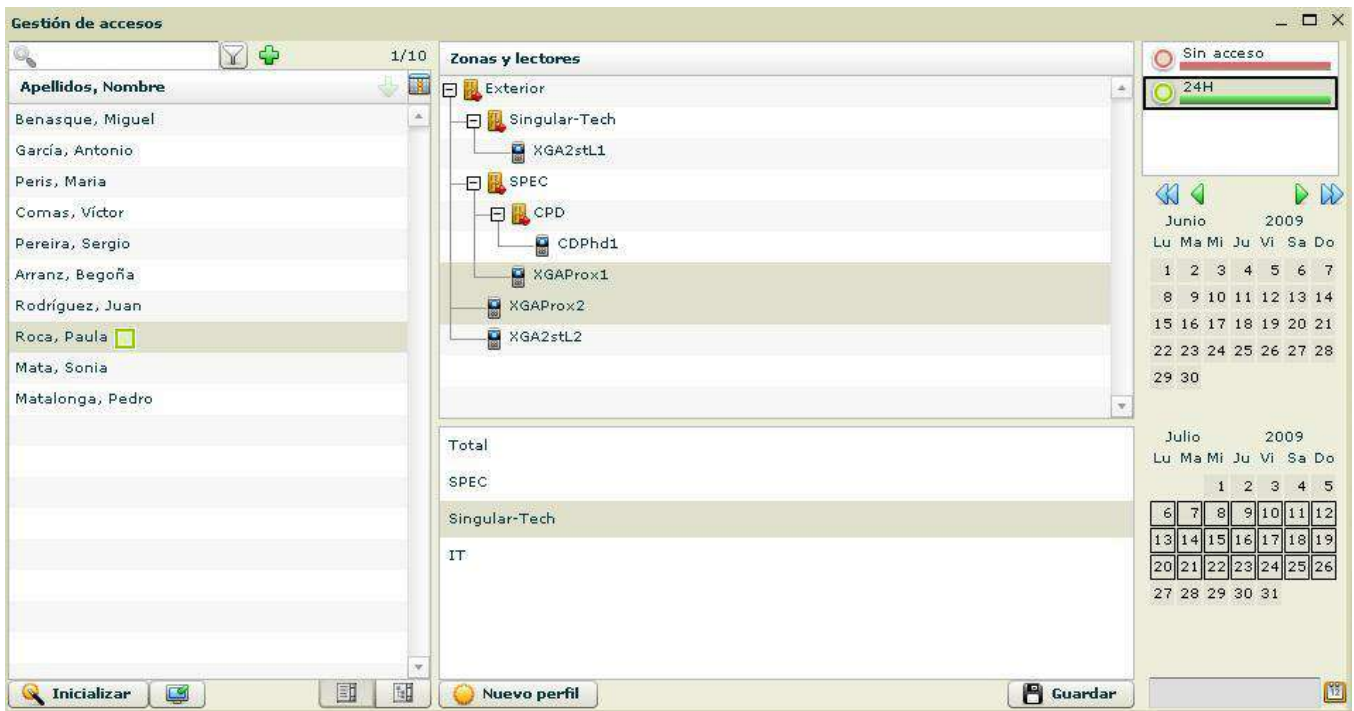 Gestión de accesos
1/10
Apellidos, Nombre
Benasque, Miguel
García, Antonio
Peris, Maria
Comas, Víctor
Pereira, Sergio
Arranz, Begoña
Rodríguez, Juan
Roca, Paula
Mata, Sonia
Matalonga, Pedro
Inicializar
Zonas y lectores
Exterior
Singular-Tech
XGA2stL1
SPEC
CPD
CDPhd1
XGAProx1
XGAProx2
XGA2stL2
Total
SPEC
Singular-Tech
IT
Nuevo perfil
Guardar
Sin acceso
24H
Junio 2009
Lu Ma Mi Ju Vi Sa Do
1 2 3 4 5 6 7
8 9 10 11 12 13 14
15 16 17 18 19 20 21
22 23 24 25 26 27 28
29 30
Julio 2009
Lu Ma Mi Ju Vi Sa Do
1 2 3 4 5
6 7 8 9 10 11 12
13 14 15 16 17 18 19
20 21 22 23 24 25 26
27 28 29 30 31
12